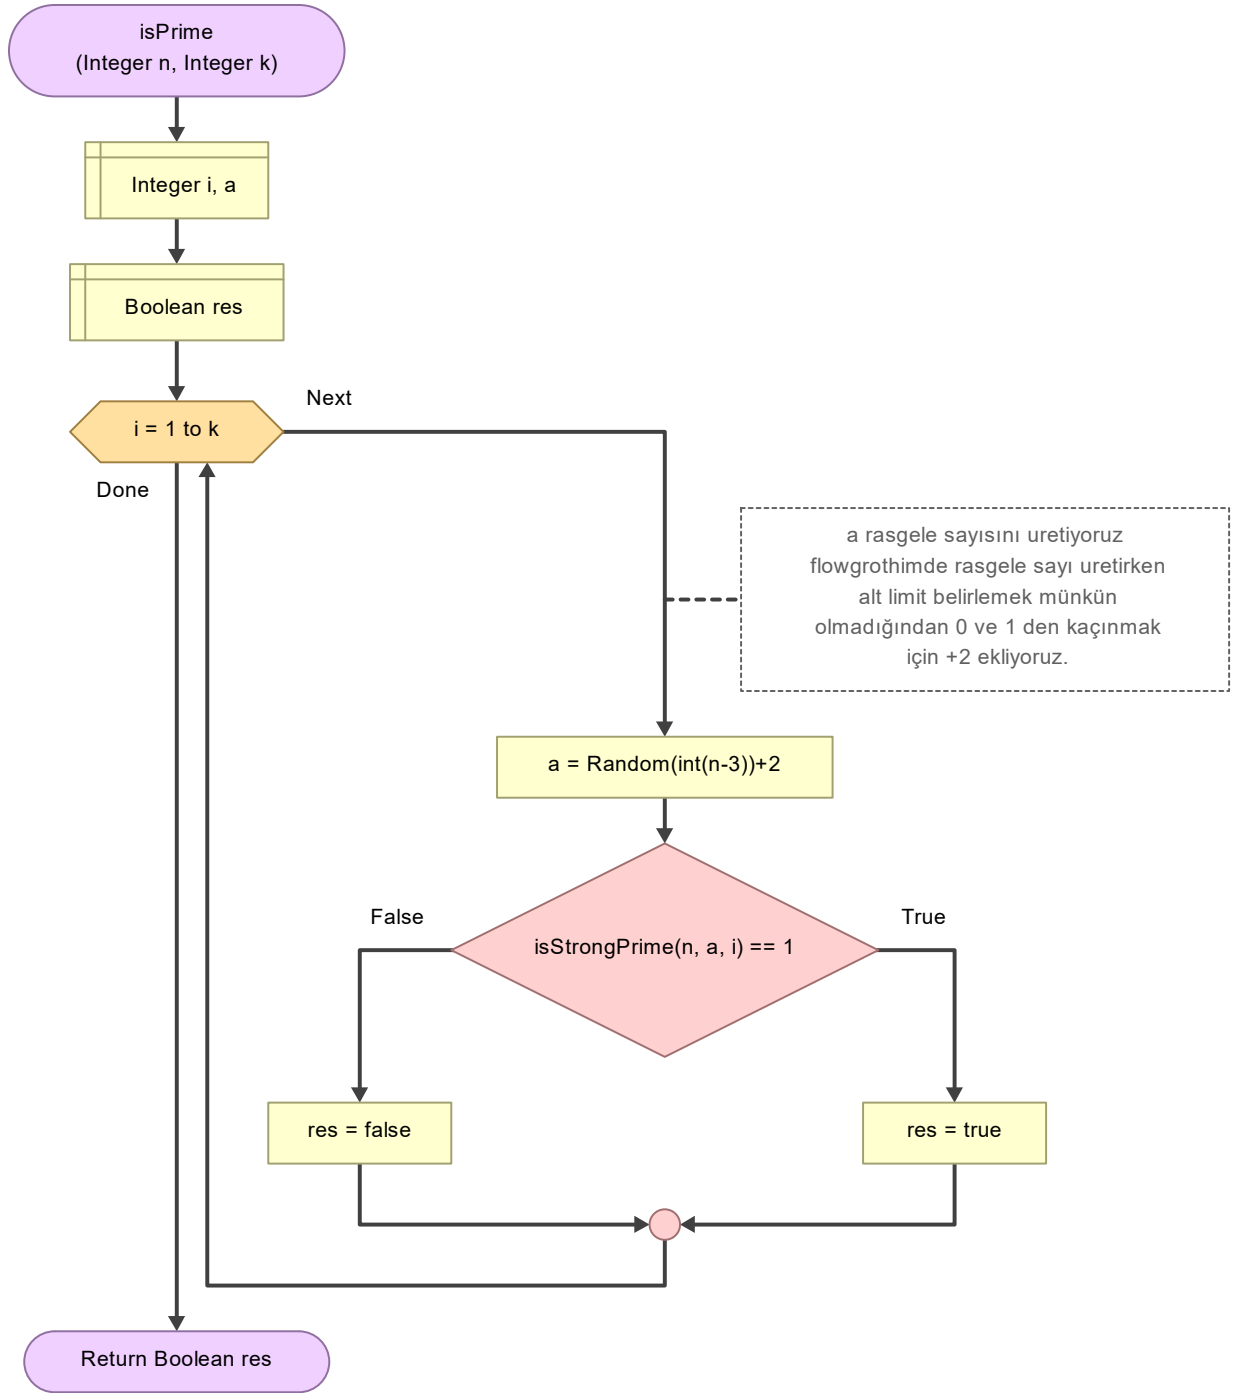 isPrime
(Integer n, Integer k)
Integer i, a
Boolean res
i = 1 to k
Next
Done
a rasgele sayısını uretiyoruz
flowgrothimde rasgele sayı uretirken
alt limit belirlemek münkün
olmadığından 0 ve 1 den kaçınmak
için +2 ekliyoruz.
a = Random(int(n-3))+2
isStrongPrime(n, a, i) == 1
False
True
res = false
res = true
Return Boolean res